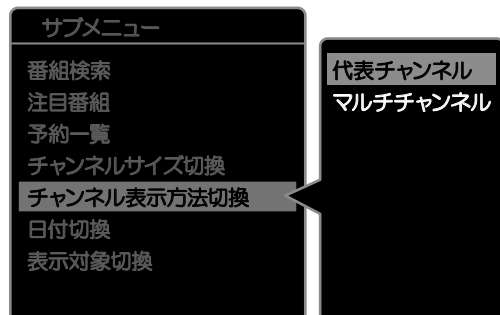 サブメニュー
番組検索
注目番組
予約一覧
チャンネルサイズ切換
チャンネル表示方法切換
日付切換
表示対象切換
代表チャンネル
マルチチャンネル